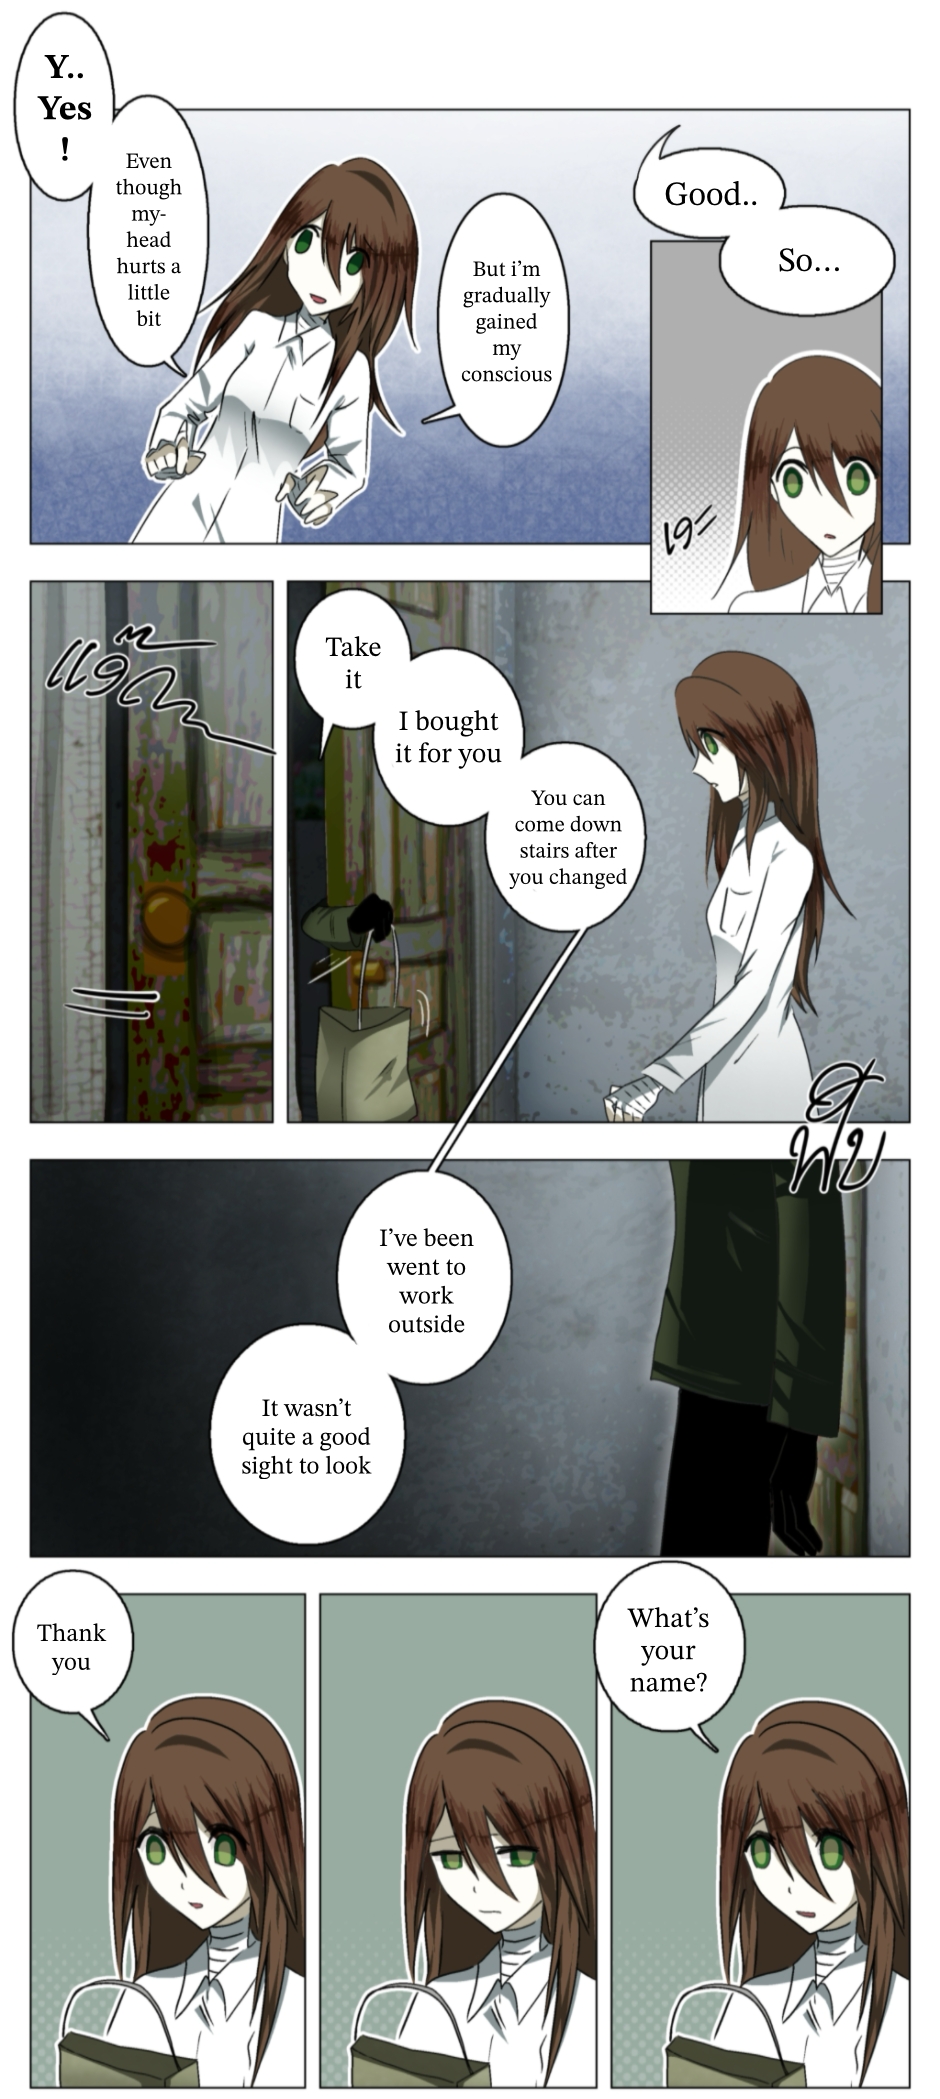 Y..
Yes
!
Even
though
my-
head
hurts a
little
bit
But i'm
gradually
gained
my
conscious
Good..
So...
เอ=
Take
it
I bought
it for you
You can
come down
stairs after
you changed
I've been
went to
work
outside
It wasn't
quite a good
sight to look
Thank
you
What's
your
name?